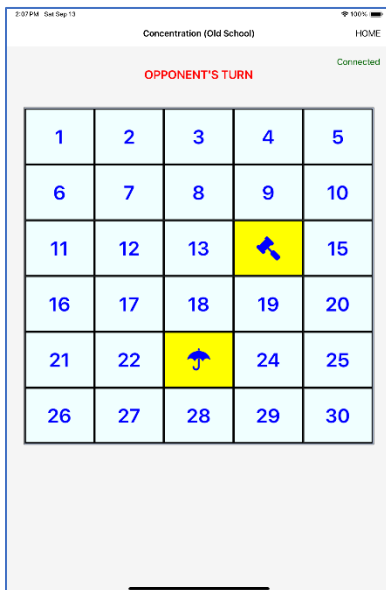 2:07 PM Sat Sep 13 100%
Concentration (Old School) HOME
Connected
OPPONENT'S TURN
1 2 3 4 5
6 7 8 9 10
11 12 13 15
16 17 18 19 20
21 22 24 25
26 27 28 29 30